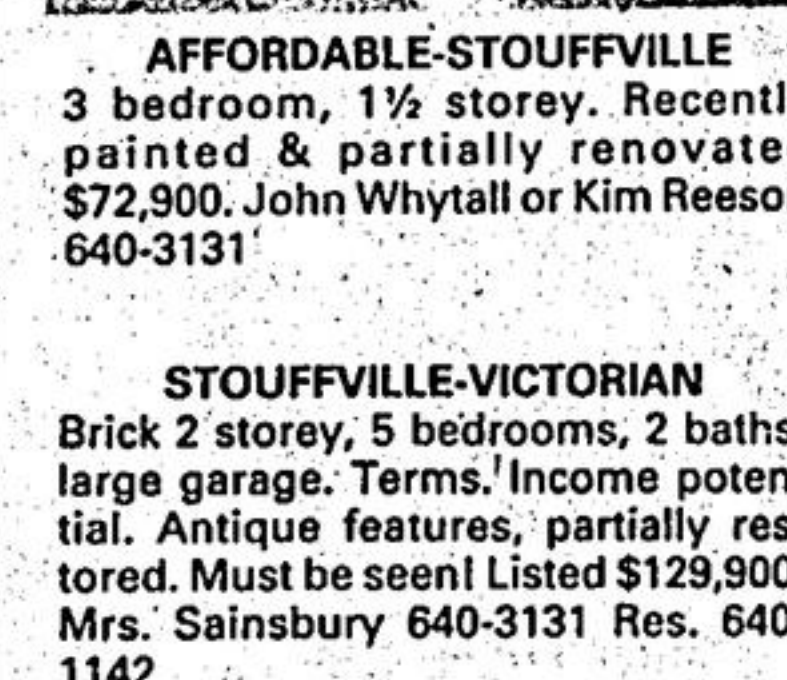 AFFORDABLE-STOUFFVILLE
3 bedroom, 1½ storey. Recentl
painted & partially renovate
$72,900. John Whytall or Kim Reeso
640-3131
STOUFFVILLE-VICTORIAN
Brick 2 storey, 5 bedrooms, 2 baths
large garage. Terms. Income poten
tial. Antique features, partially res
tored. Must be seen! Listed $129,900
Mrs. Sainsbury 640-3131 Res. 640
1142